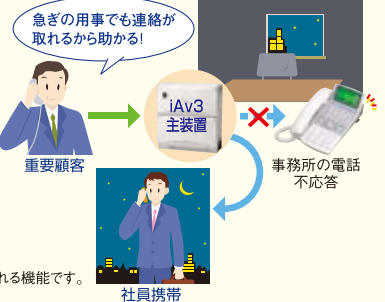 急ぎの用事でも連絡が
取れるから助かる!
iAv3
主装置
重要顧客
事務所の電話
不応答
れる機能です。
社員携帯